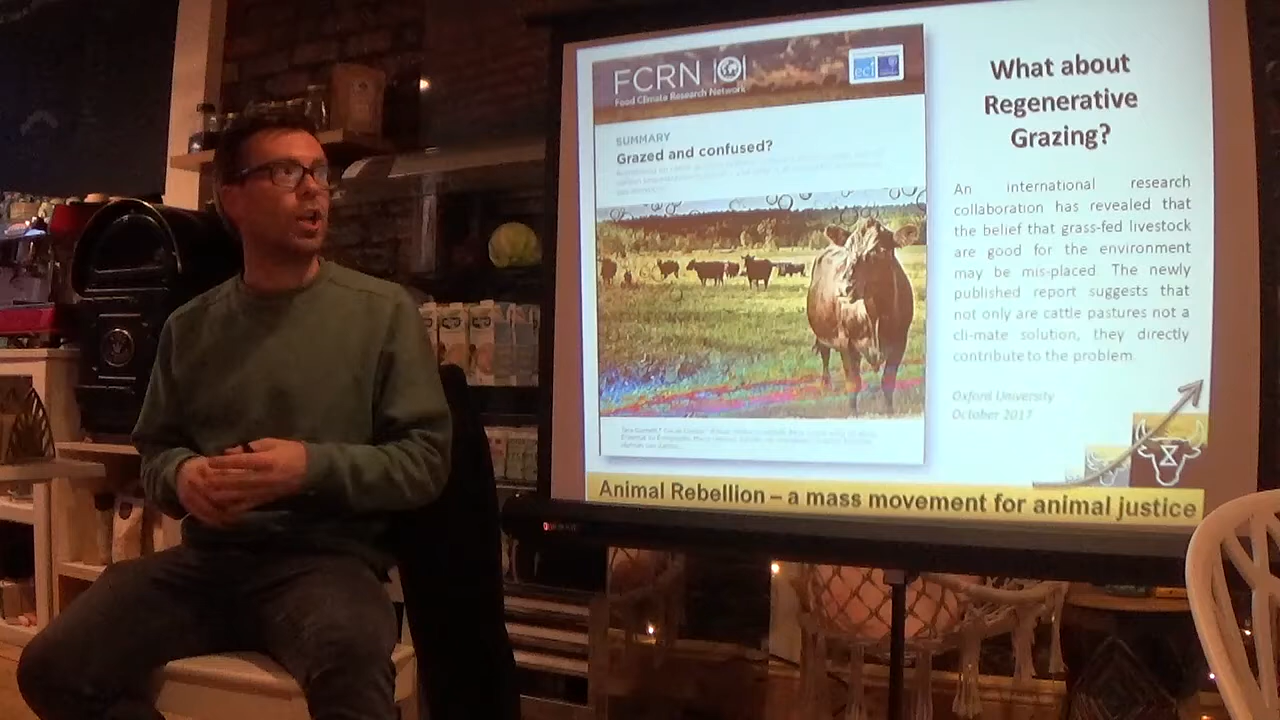 FCRN
Food Climate Research Network
eci
SUMMARY
Grazed and confused?
What about
Regenerative
Grazing?
An international research
collaboration has revealed that
the belief that grass-fed livestock
are good for the environment
may be mis-placed. The newly
published report suggests that
not only are cattle pastures not a
cli-mate solution, they directly
contribute to the problem.
Oxford University
October 2017
Animal Rebellion – a mass movement for animal justice